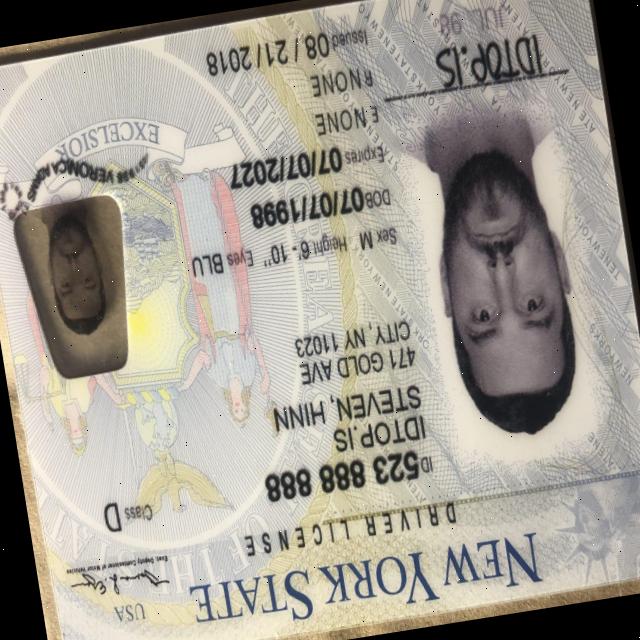 NEW YORK STATE
USA
DRIVER LICENSE
ID 523 888 888
Class D
IDTOP.IS
STEVEN, HINN
471 GOLD AVE
CITY, NY 11023
Sex M Height 6'-10" Eyes BLU
DOB 07/07/1998
Expires 07/07/2027
E NONE
R NONE
Issued 08/21/2018
IDTOP.IS
JUL 98
EXCELSIOR